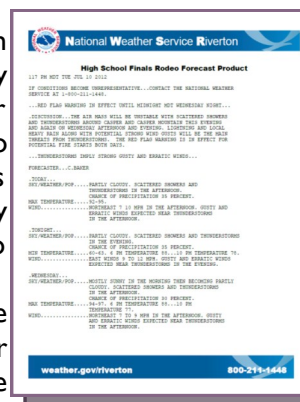 National Weather Service Riverton
High School Finals Rodeo Forecast Product
117 PM MDT TUE JUL 10 2012
IF CONDITIONS BECOME UNREPRESENTATIVE...CONTACT THE NATIONAL WEATHER
SERVICE AT 1-800-211-1448.
...RED FLAG WARNING IN EFFECT UNTIL MIDNIGHT MDT WEDNESDAY NIGHT...
.DISCUSSION...THE AIR MASS WILL BE UNSTABLE WITH SCATTERED SHOWERS
AND THUNDERSTORMS AROUND CASPER AND CASPER MOUNTAIN THIS EVENING
AND AGAIN ON WEDNESDAY AFTERNOON AND EVENING. LIGHTNING AND LOCAL
HEAVY RAIN ALONG WITH POTENTIAL STRONG WIND GUSTS WILL BE THE MAIN
THREATS FROM THUNDERSTORMS. THE RED FLAG WARNING IS IN EFFECT FOR
POTENTIAL FIRE STARTS BOTH DAYS.
...THUNDERSTORMS IMPLY STRONG GUSTY AND ERRATIC WINDS...
FORECASTER...C.BAKER
.TODAY...
SKY/WEATHER/POP.....PARTLY CLOUDY. SCATTERED SHOWERS AND
THUNDERSTORMS IN THE AFTERNOON.
CHANCE OF PRECIPITATION 30 PERCENT.
MAX TEMPERATURE.....92-95.
WIND................NORTHEAST 7 10 MPH IN THE AFTERNOON. GUSTY AND
ERRATIC WINDS EXPECTED NEAR THUNDERSTORMS
IN THE AFTERNOON.
.TONIGHT...
SKY/WEATHER/POP.....PARTLY CLOUDY. SCATTERED SHOWERS AND THUNDERSTORMS
IN THE EVENING.
CHANCE OF PRECIPITATION 30 PERCENT.
MIN TEMPERATURE.....60-63. 6 PM TEMPERATURE 88...10 PM TEMPERATURE 75.
WIND................EAST WINDS 9 TO 12 MPH. GUSTY AND ERRATIC WINDS
EXPECTED NEAR THUNDERSTORMS IN THE EVENING.
.WEDNESDAY...
SKY/WEATHER/POP.....MOSTLY SUNNY IN THE MORNING THEN BECOMING PARTLY
CLOUDY. SCATTERED SHOWERS AND THUNDERSTORMS
IN THE AFTERNOON.
CHANCE OF PRECIPITATION 30 PERCENT.
MAX TEMPERATURE.....94-97. 6 PM TEMPERATURE 89...10 PM
TEMPERATURE 77.
WIND................NORTHEAST 7 TO 9 MPH IN THE AFTERNOON. GUSTY
AND ERRATIC WINDS EXPECTED NEAR THUNDERSTORMS
IN THE AFTERNOON.
weather.gov/riverton 800-211-1448